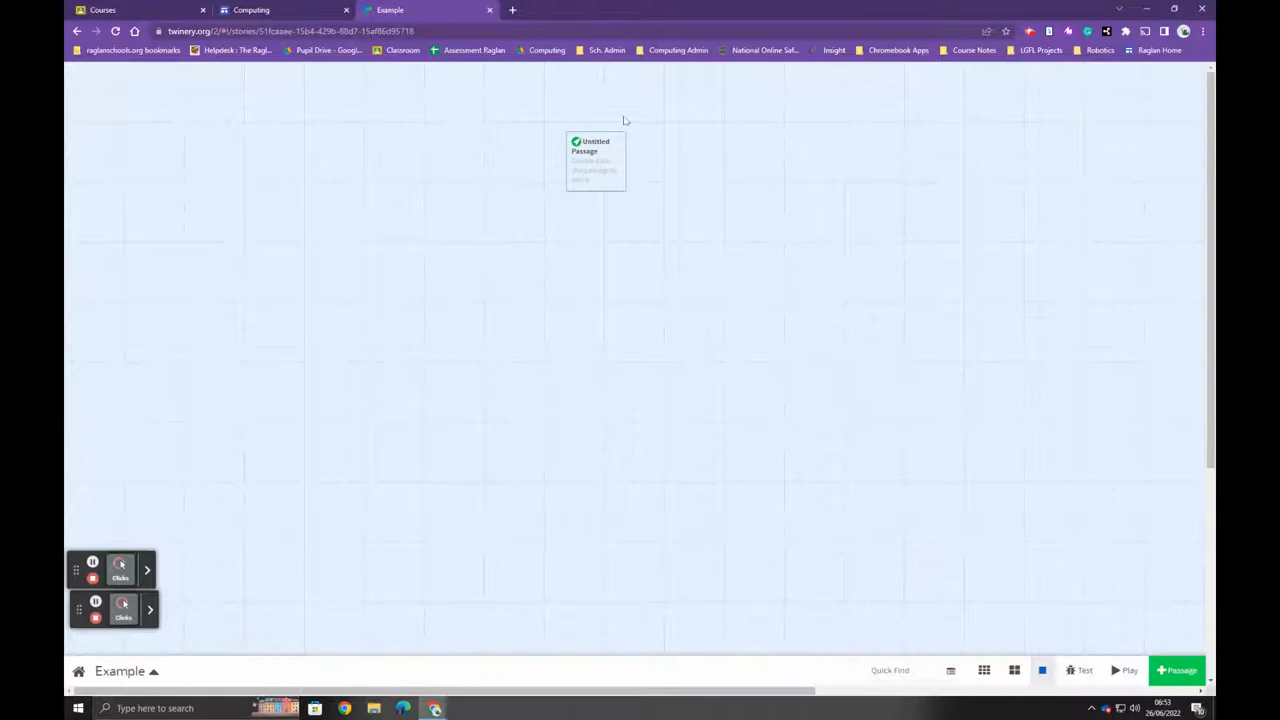 Courses
Computing
Example
twinery.org/2/#!/stories/51fcaaee-15b4-429b-88d7-15af86d95718
raglanschools.org bookmarks
Helpdesk : The Ragl...
Pupil Drive - Googl...
Classroom
Assessment Raglan
Computing
Sch. Admin
Computing Admin
National Online Saf...
Insight
Chromebook Apps
Course Notes
LGFL Projects
Robotics
Raglan Home
Untitled
Passage
Clicks
Clicks
Example
Quick Find
Test
Play
+Passage
Type here to search
06:53
26/06/2022